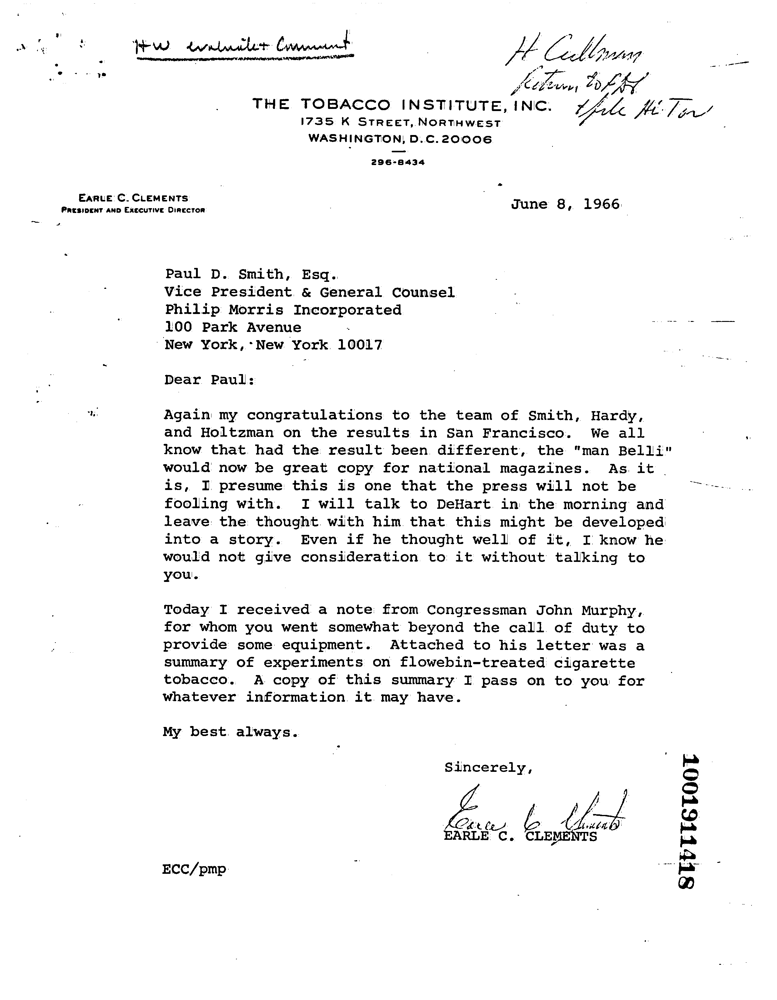 HW evaluate + Comment
H Cullman
return to
& file Hi-Tar
THE TOBACCO INSTITUTE, INC.
1735 K STREET, NORTHWEST
WASHINGTON, D.C. 20006
296-8434
EARLE C. CLEMENTS
PRESIDENT AND EXECUTIVE DIRECTOR
June 8, 1966
Paul D. Smith, Esq.
Vice President & General Counsel
Philip Morris Incorporated
100 Park Avenue
New York, New York 10017
Dear Paul:
Again my congratulations to the team of Smith, Hardy,
and Holtzman on the results in San Francisco. We all
know that had the result been different, the "man Belli"
would now be great copy for national magazines. As it
is, I presume this is one that the press will not be
fooling with. I will talk to DeHart in the morning and
leave the thought with him that this might be developed
into a story. Even if he thought well of it, I know he
would not give consideration to it without talking to
you.
Today I received a note from Congressman John Murphy,
for whom you went somewhat beyond the call of duty to
provide some equipment. Attached to his letter was a
summary of experiments on flowebin-treated cigarette
tobacco. A copy of this summary I pass on to you for
whatever information it may have.
My best always.
Sincerely,
Earle C. Clements
EARLE C. CLEMENTS
ECC/pmp
1001911418